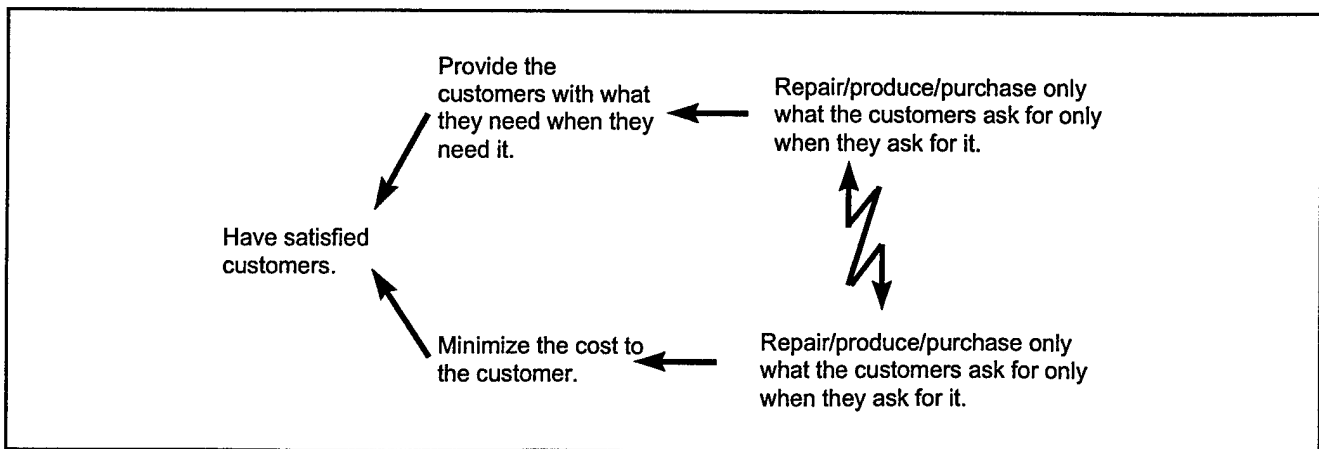 Provide the
customers with what
they need when they
need it.
Repair/produce/purchase only
what the customers ask for only
when they ask for it.
Have satisfied
customers.
Minimize the cost to
the customer.
Repair/produce/purchase only
what the customers ask for only
when they ask for it.